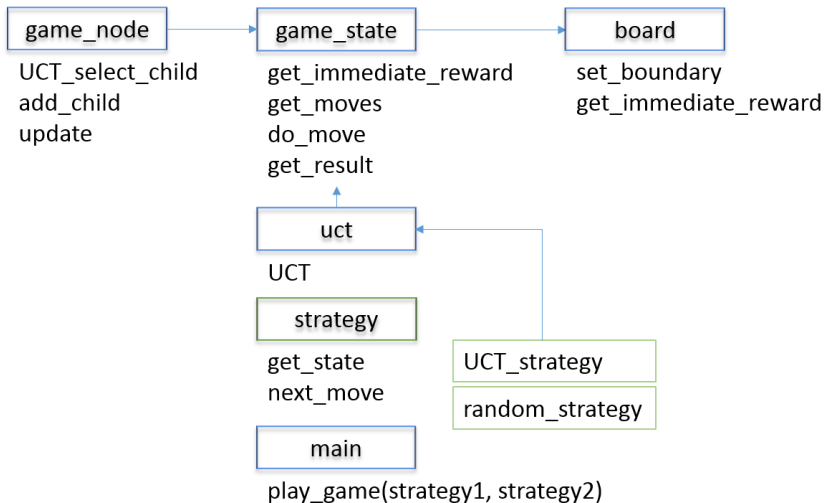 game_node
UCT_select_child
add_child
update
game_state
get_immediate_reward
get_moves
do_move
get_result
board
set_boundary
get_immediate_reward
uct
UCT
strategy
get_state
next_move
UCT_strategy
random_strategy
main
play_game(strategy1, strategy2)